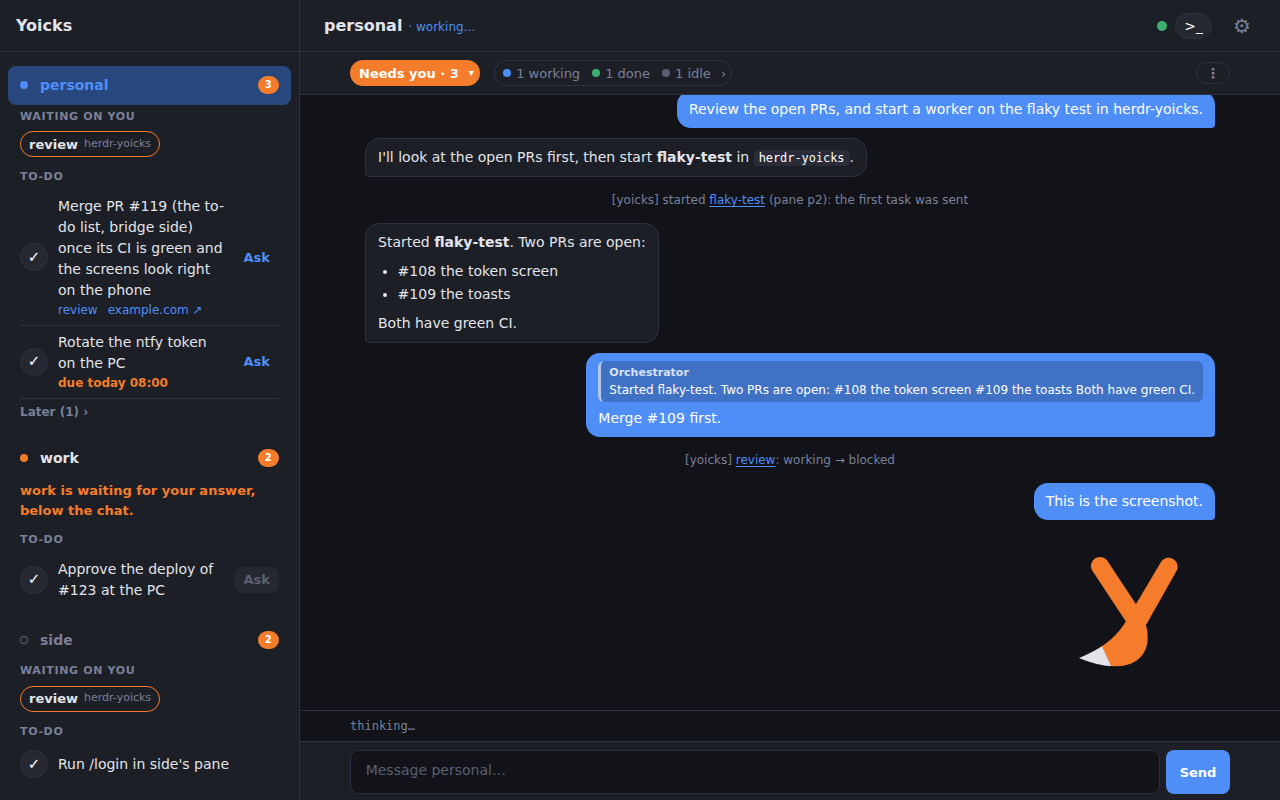 Yoicks
personal
3
WAITING ON YOU
review herdr-yoicks
TO-DO
✓
Merge PR #119 (the to-
do list, bridge side)
once its CI is green and
the screens look right
on the phone
Ask
review example.com ↗
✓
Rotate the ntfy token
on the PC
Ask
due today 08:00
Later (1) ›
work
2
work is waiting for your answer,
below the chat.
TO-DO
✓
Approve the deploy of
#123 at the PC
Ask
side
2
WAITING ON YOU
review herdr-yoicks
TO-DO
✓
Run /login in side's pane
personal · working…
>_
Needs you · 3 ▾
1 working 1 done 1 idle ›
Review the open PRs, and start a worker on the flaky test in herdr-yoicks.
I'll look at the open PRs first, then start flaky-test in herdr-yoicks.
[yoicks] started flaky-test (pane p2): the first task was sent
Started flaky-test. Two PRs are open:
• #108 the token screen
• #109 the toasts
Both have green CI.
Orchestrator
Started flaky-test. Two PRs are open: #108 the token screen #109 the toasts Both have green CI.
Merge #109 first.
[yoicks] review: working → blocked
This is the screenshot.
thinking…
Message personal…
Send